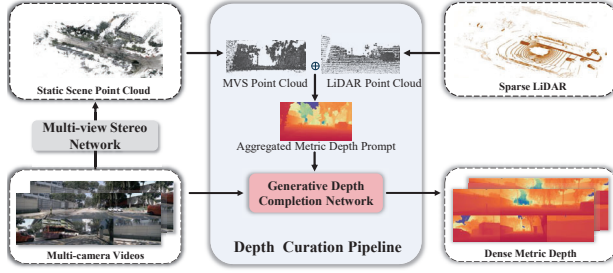 Static Scene Point Cloud
Multi-view Stereo
Network
Multi-camera Videos
MVS Point Cloud
LiDAR Point Cloud
Aggregated Metric Depth Prompt
Generative Depth
Completion Network
Depth Curation Pipeline
Sparse LiDAR
Dense Metric Depth